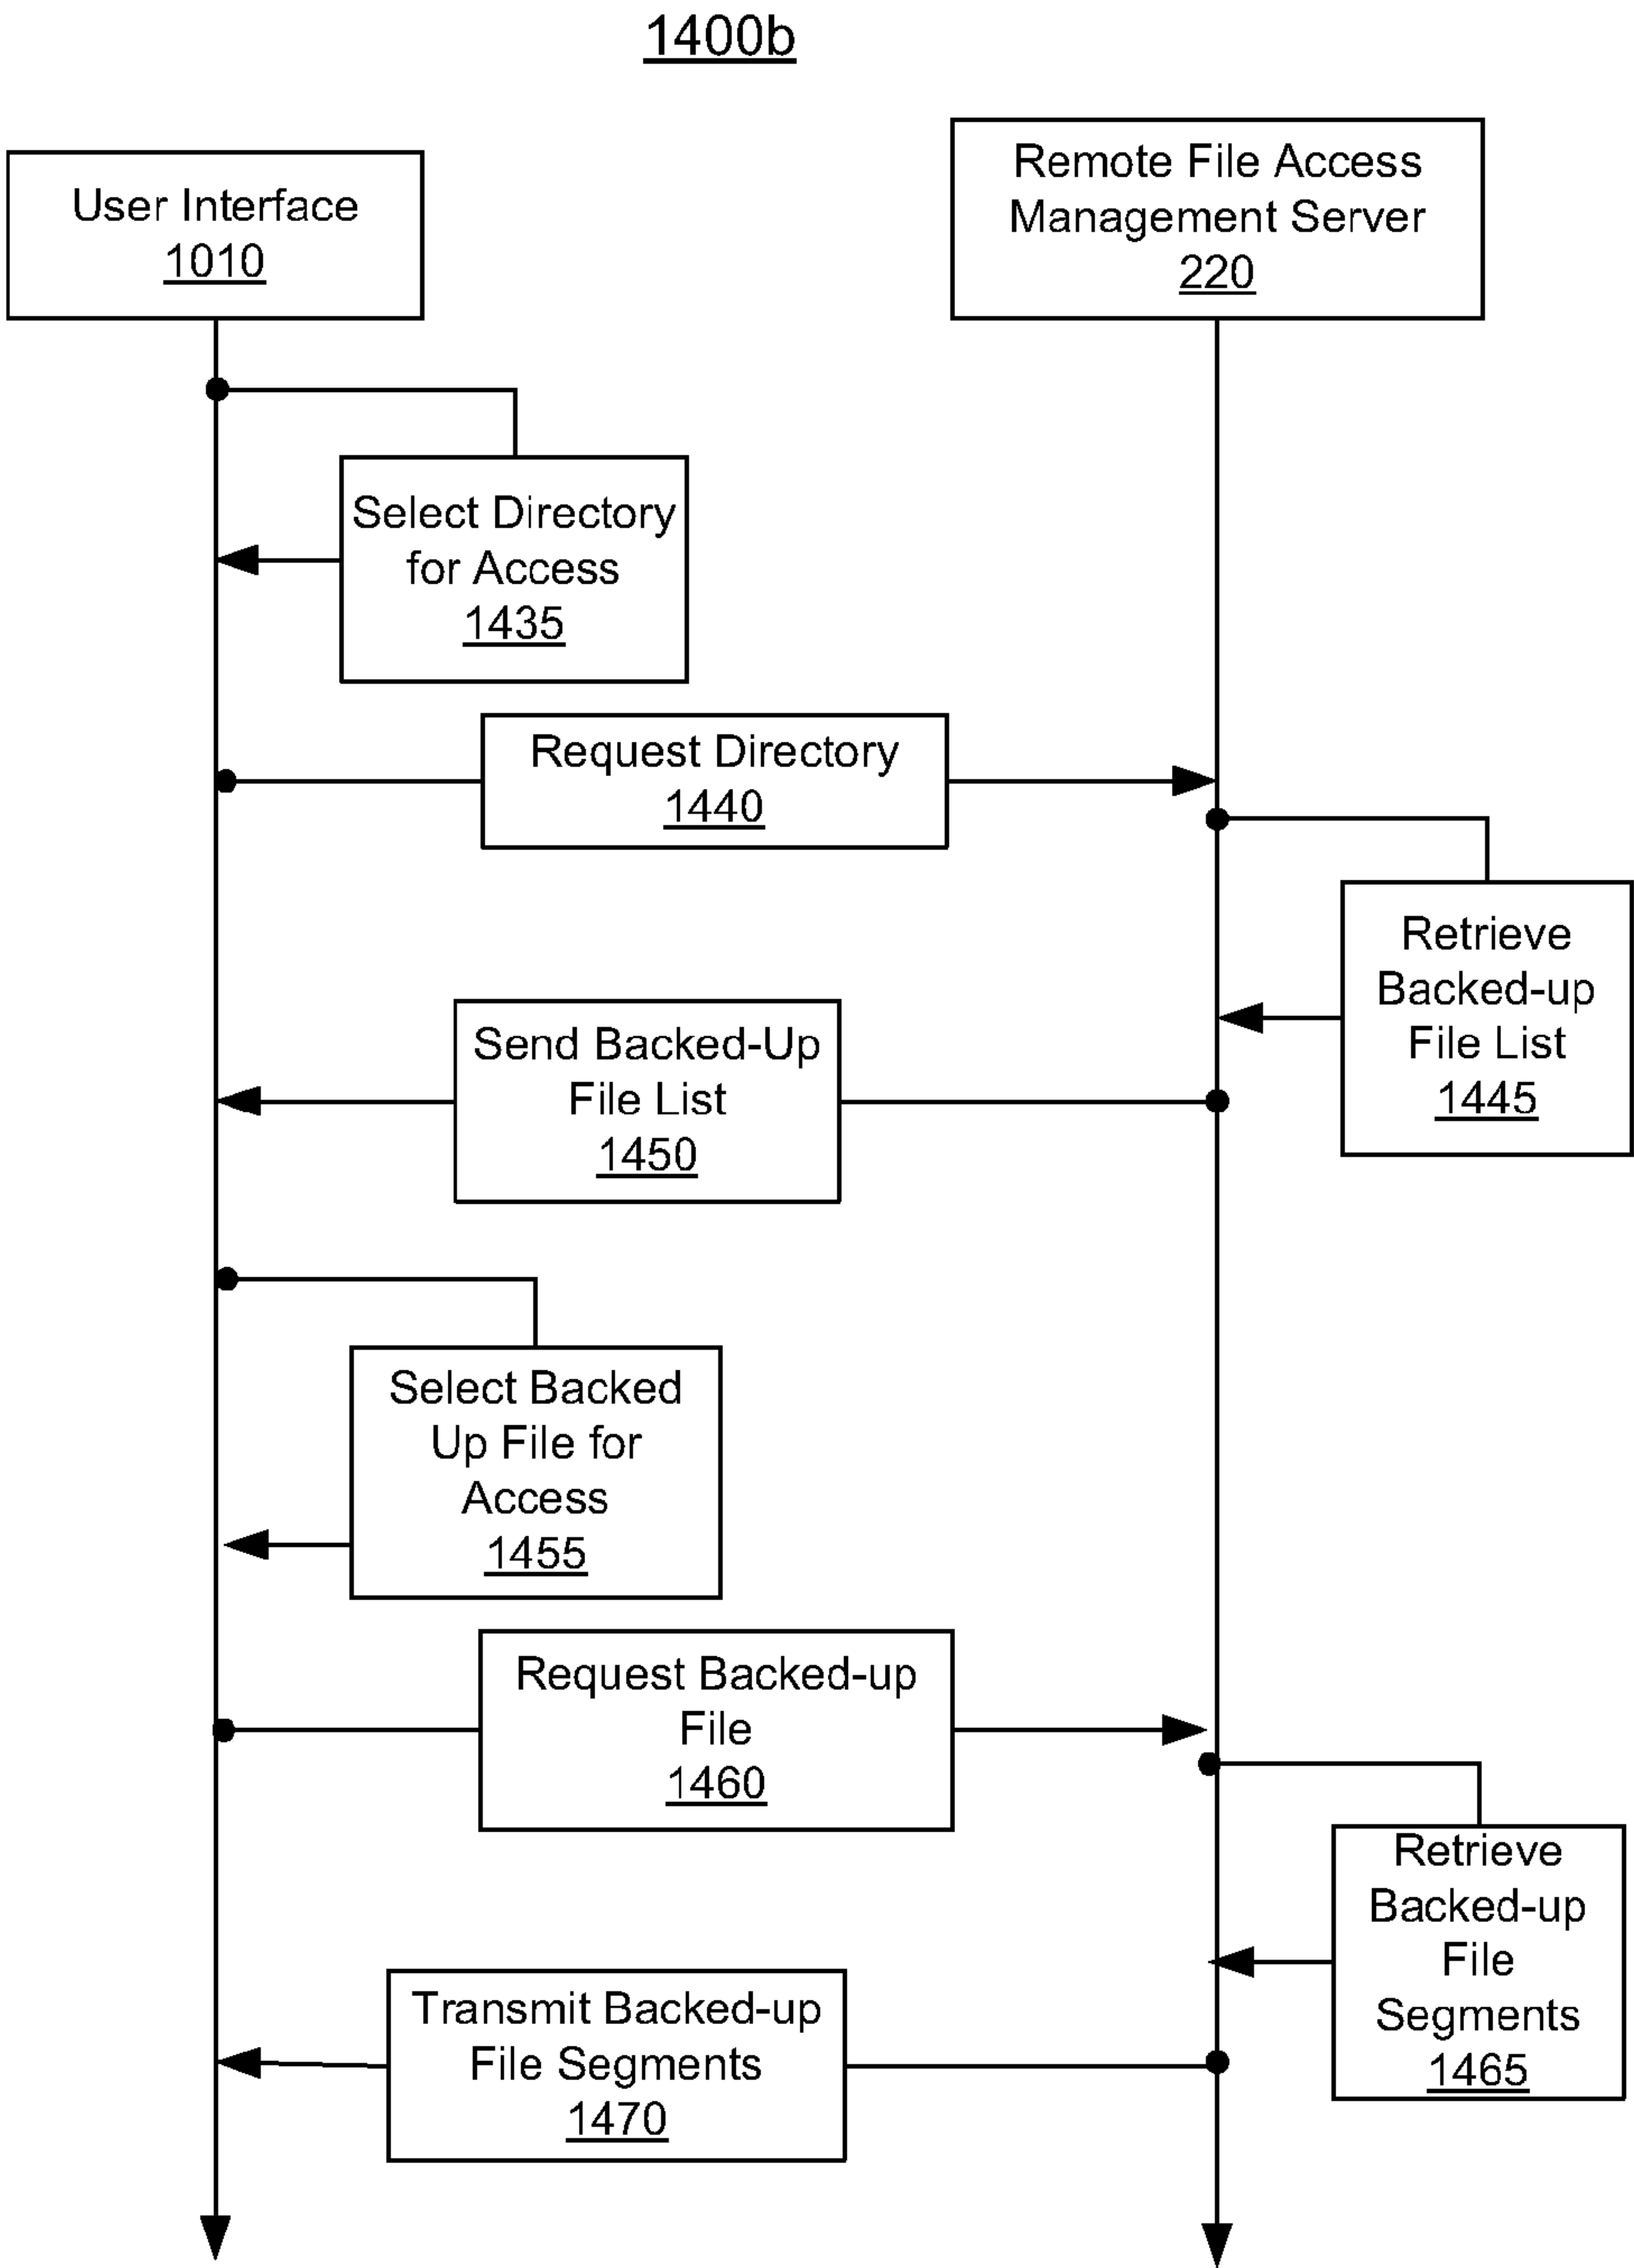 1400b
User Interface
1010
Remote File Access
Management Server
220
Select Directory
for Access
1435
Request Directory
1440
Retrieve
Backed-up
File List
1445
Send Backed-Up
File List
1450
Select Backed
Up File for
Access
1455
Request Backed-up
File
1460
Retrieve
Backed-up
File
Segments
1465
Transmit Backed-up
File Segments
1470